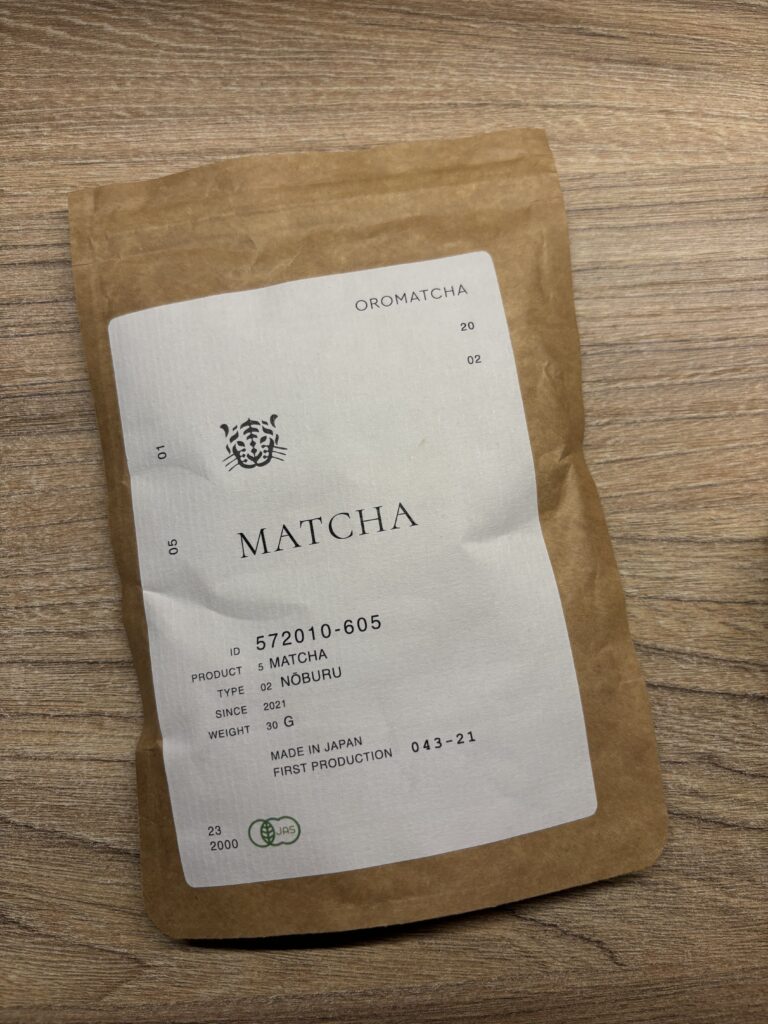 OROMATCHA
20
02
01
05
MATCHA
ID 572010-605
PRODUCT 5 MATCHA
TYPE 02 NŌBURU
SINCE 2021
WEIGHT 30 G
MADE IN JAPAN
FIRST PRODUCTION 043-21
23
2000
JAS